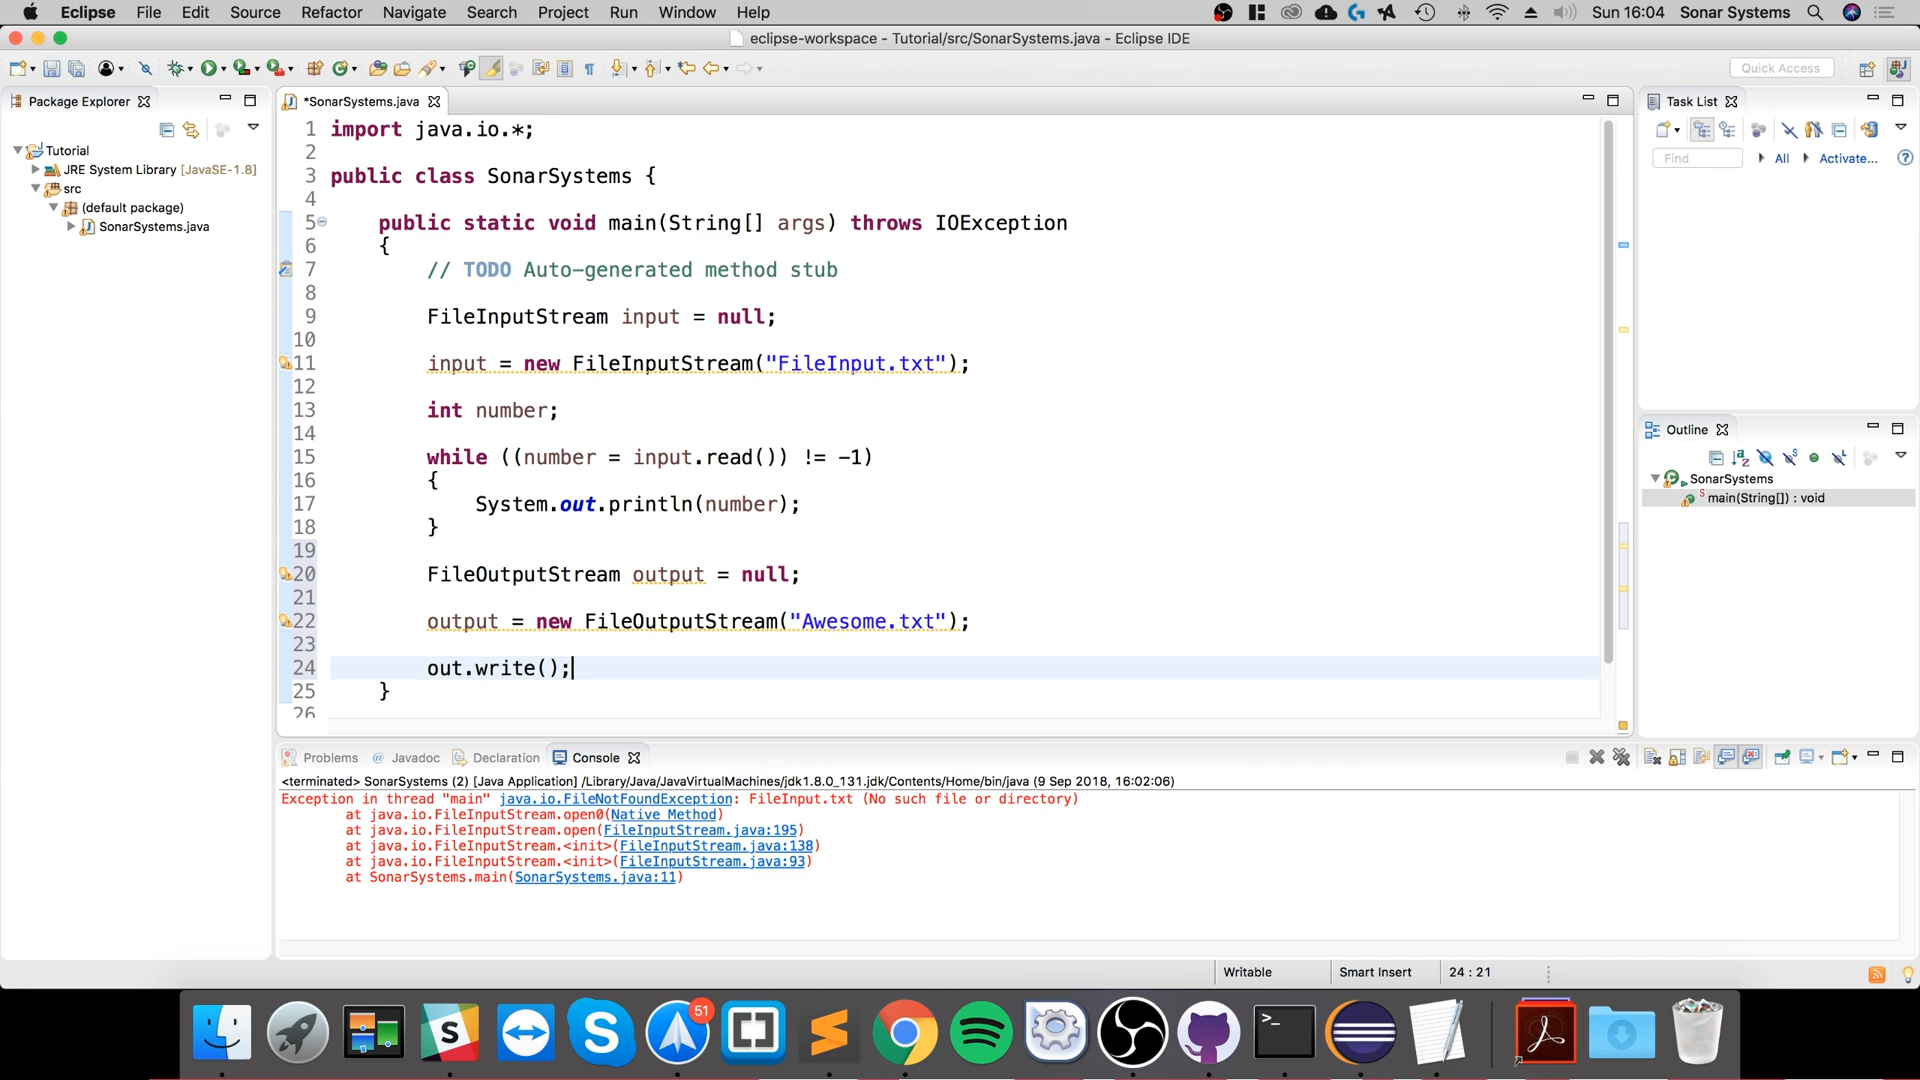 Eclipse File Edit Source Refactor Navigate Search Project Run Window Help Sun 16:04 Sonar Systems
eclipse-workspace - Tutorial/src/SonarSystems.java - Eclipse IDE
Quick Access
Package Explorer
Tutorial
JRE System Library [JavaSE-1.8]
src
(default package)
SonarSystems.java
*SonarSystems.java
1 import java.io.*;
2
3 public class SonarSystems {
4
5 public static void main(String[] args) throws IOException
6 {
7 // TODO Auto-generated method stub
8
9 FileInputStream input = null;
10
11 input = new FileInputStream("FileInput.txt");
12
13 int number;
14
15 while ((number = input.read()) != -1)
16 {
17 System.out.println(number);
18 }
19
20 FileOutputStream output = null;
21
22 output = new FileOutputStream("Awesome.txt");
23
24 out.write();
25 }
26
Task List
Find All Activate...
Outline
SonarSystems
main(String[]) : void
Problems @ Javadoc Declaration Console
<terminated> SonarSystems (2) [Java Application] /Library/Java/JavaVirtualMachines/jdk1.8.0_131.jdk/Contents/Home/bin/java (9 Sep 2018, 16:02:06)
Exception in thread "main" java.io.FileNotFoundException: FileInput.txt (No such file or directory)
at java.io.FileInputStream.open0(Native Method)
at java.io.FileInputStream.open(FileInputStream.java:195)
at java.io.FileInputStream.<init>(FileInputStream.java:138)
at java.io.FileInputStream.<init>(FileInputStream.java:93)
at SonarSystems.main(SonarSystems.java:11)
Writable Smart Insert 24 : 21
51